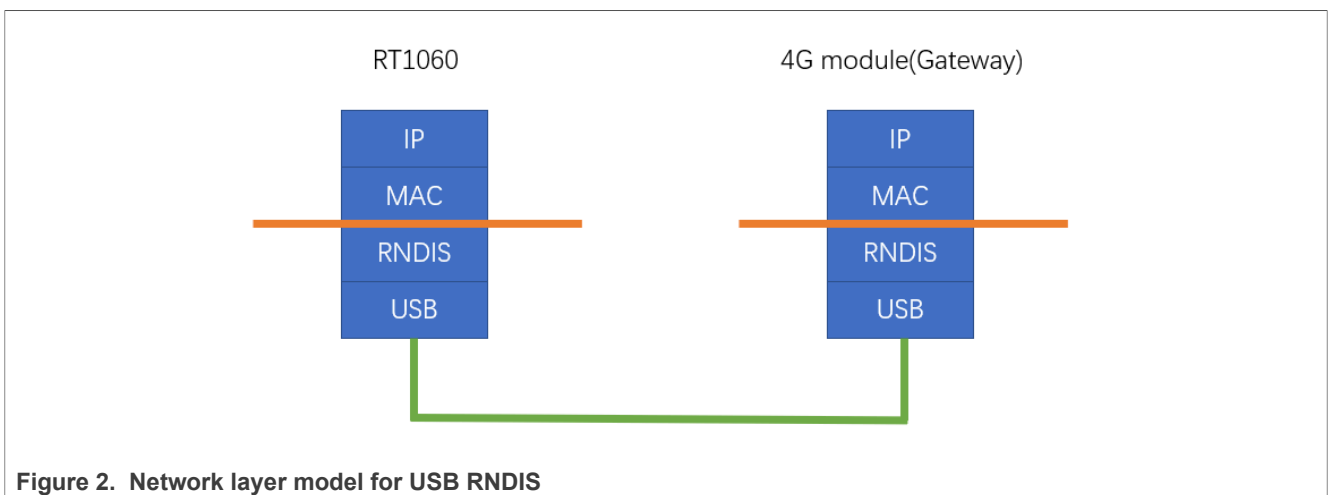 RT1060
4G module(Gateway)
IP
IP
MAC
MAC
RNDIS
RNDIS
USB
USB
Figure 2. Network layer model for USB RNDIS